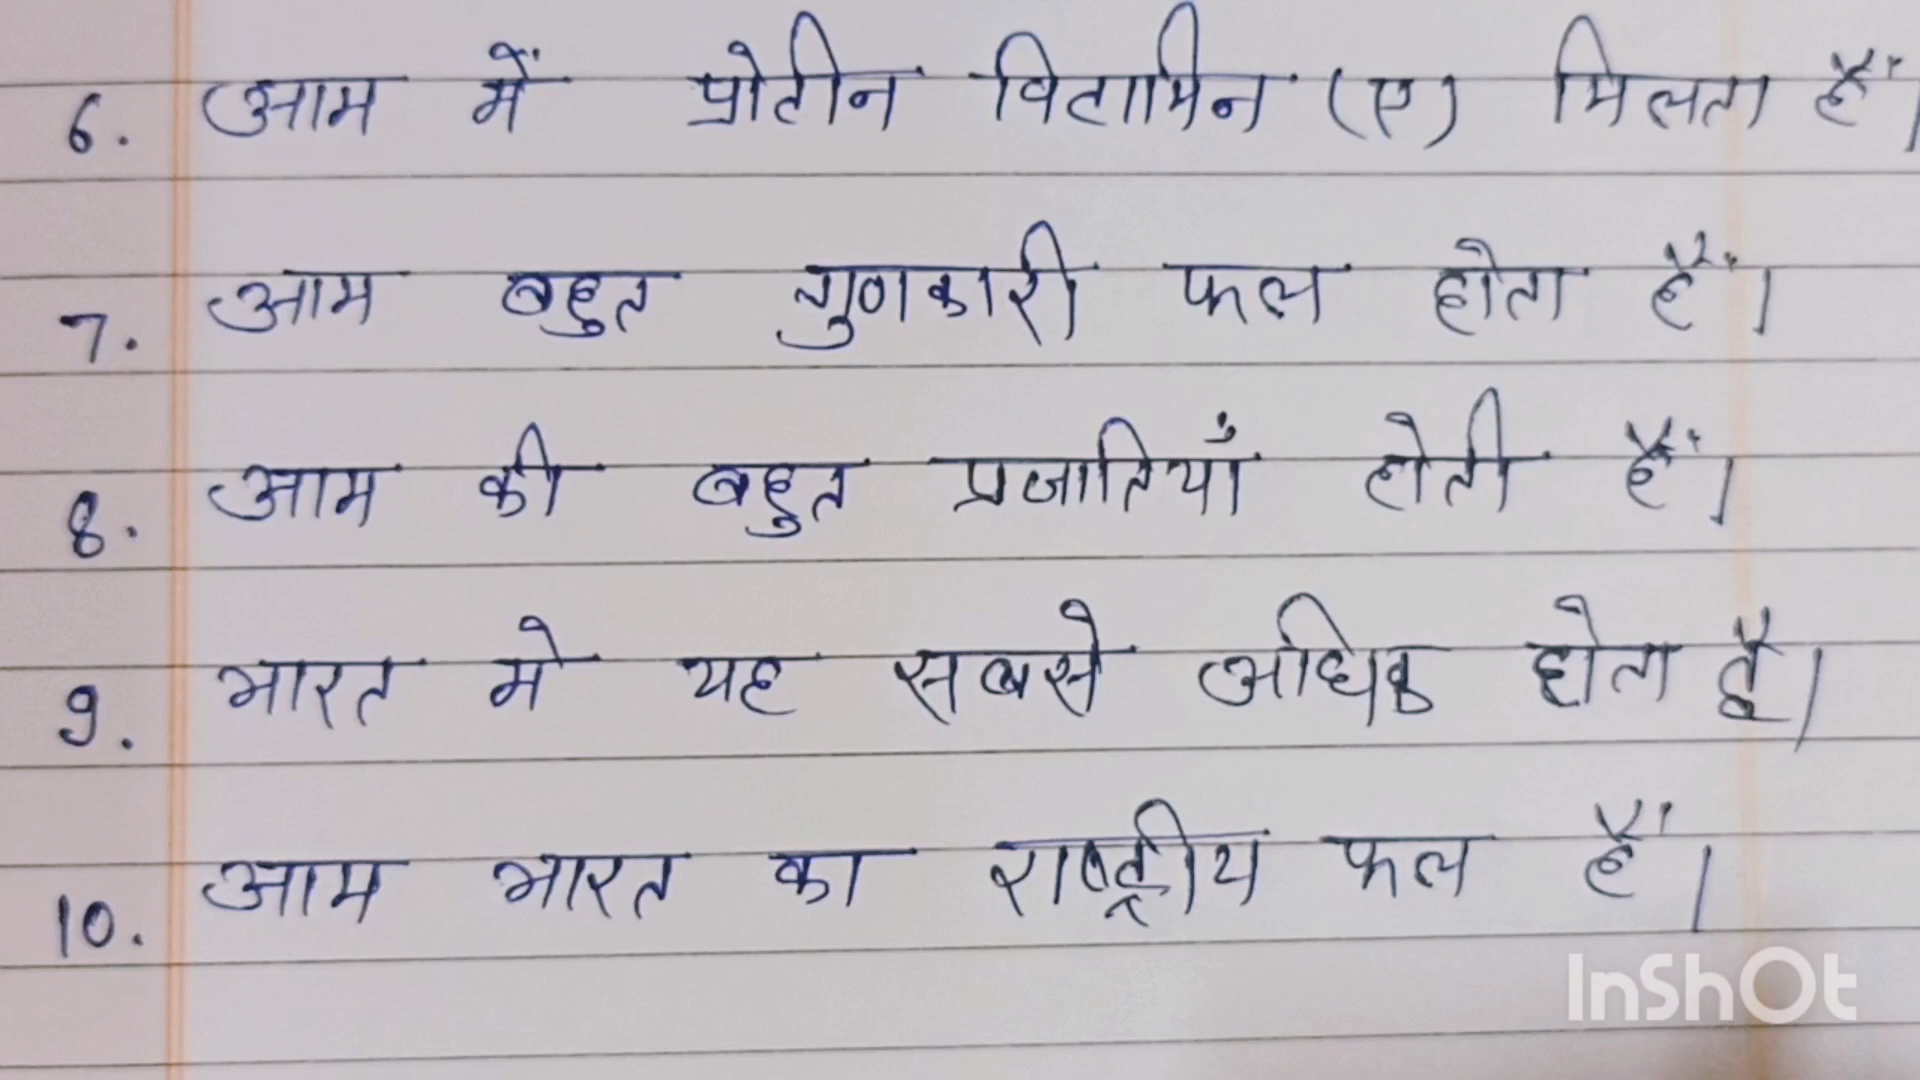 6. आम में प्रोटीन विटामिन (ए) मिलता हैं।
7. आम बहुत गुणकारी फल होता हैं।
8. आम की बहुत प्रजातियाँ होती हैं।
9. भारत मे यह सबसे अधिक होता है।
10. आम भारत का राष्ट्रीय फल हैं।
InShOt